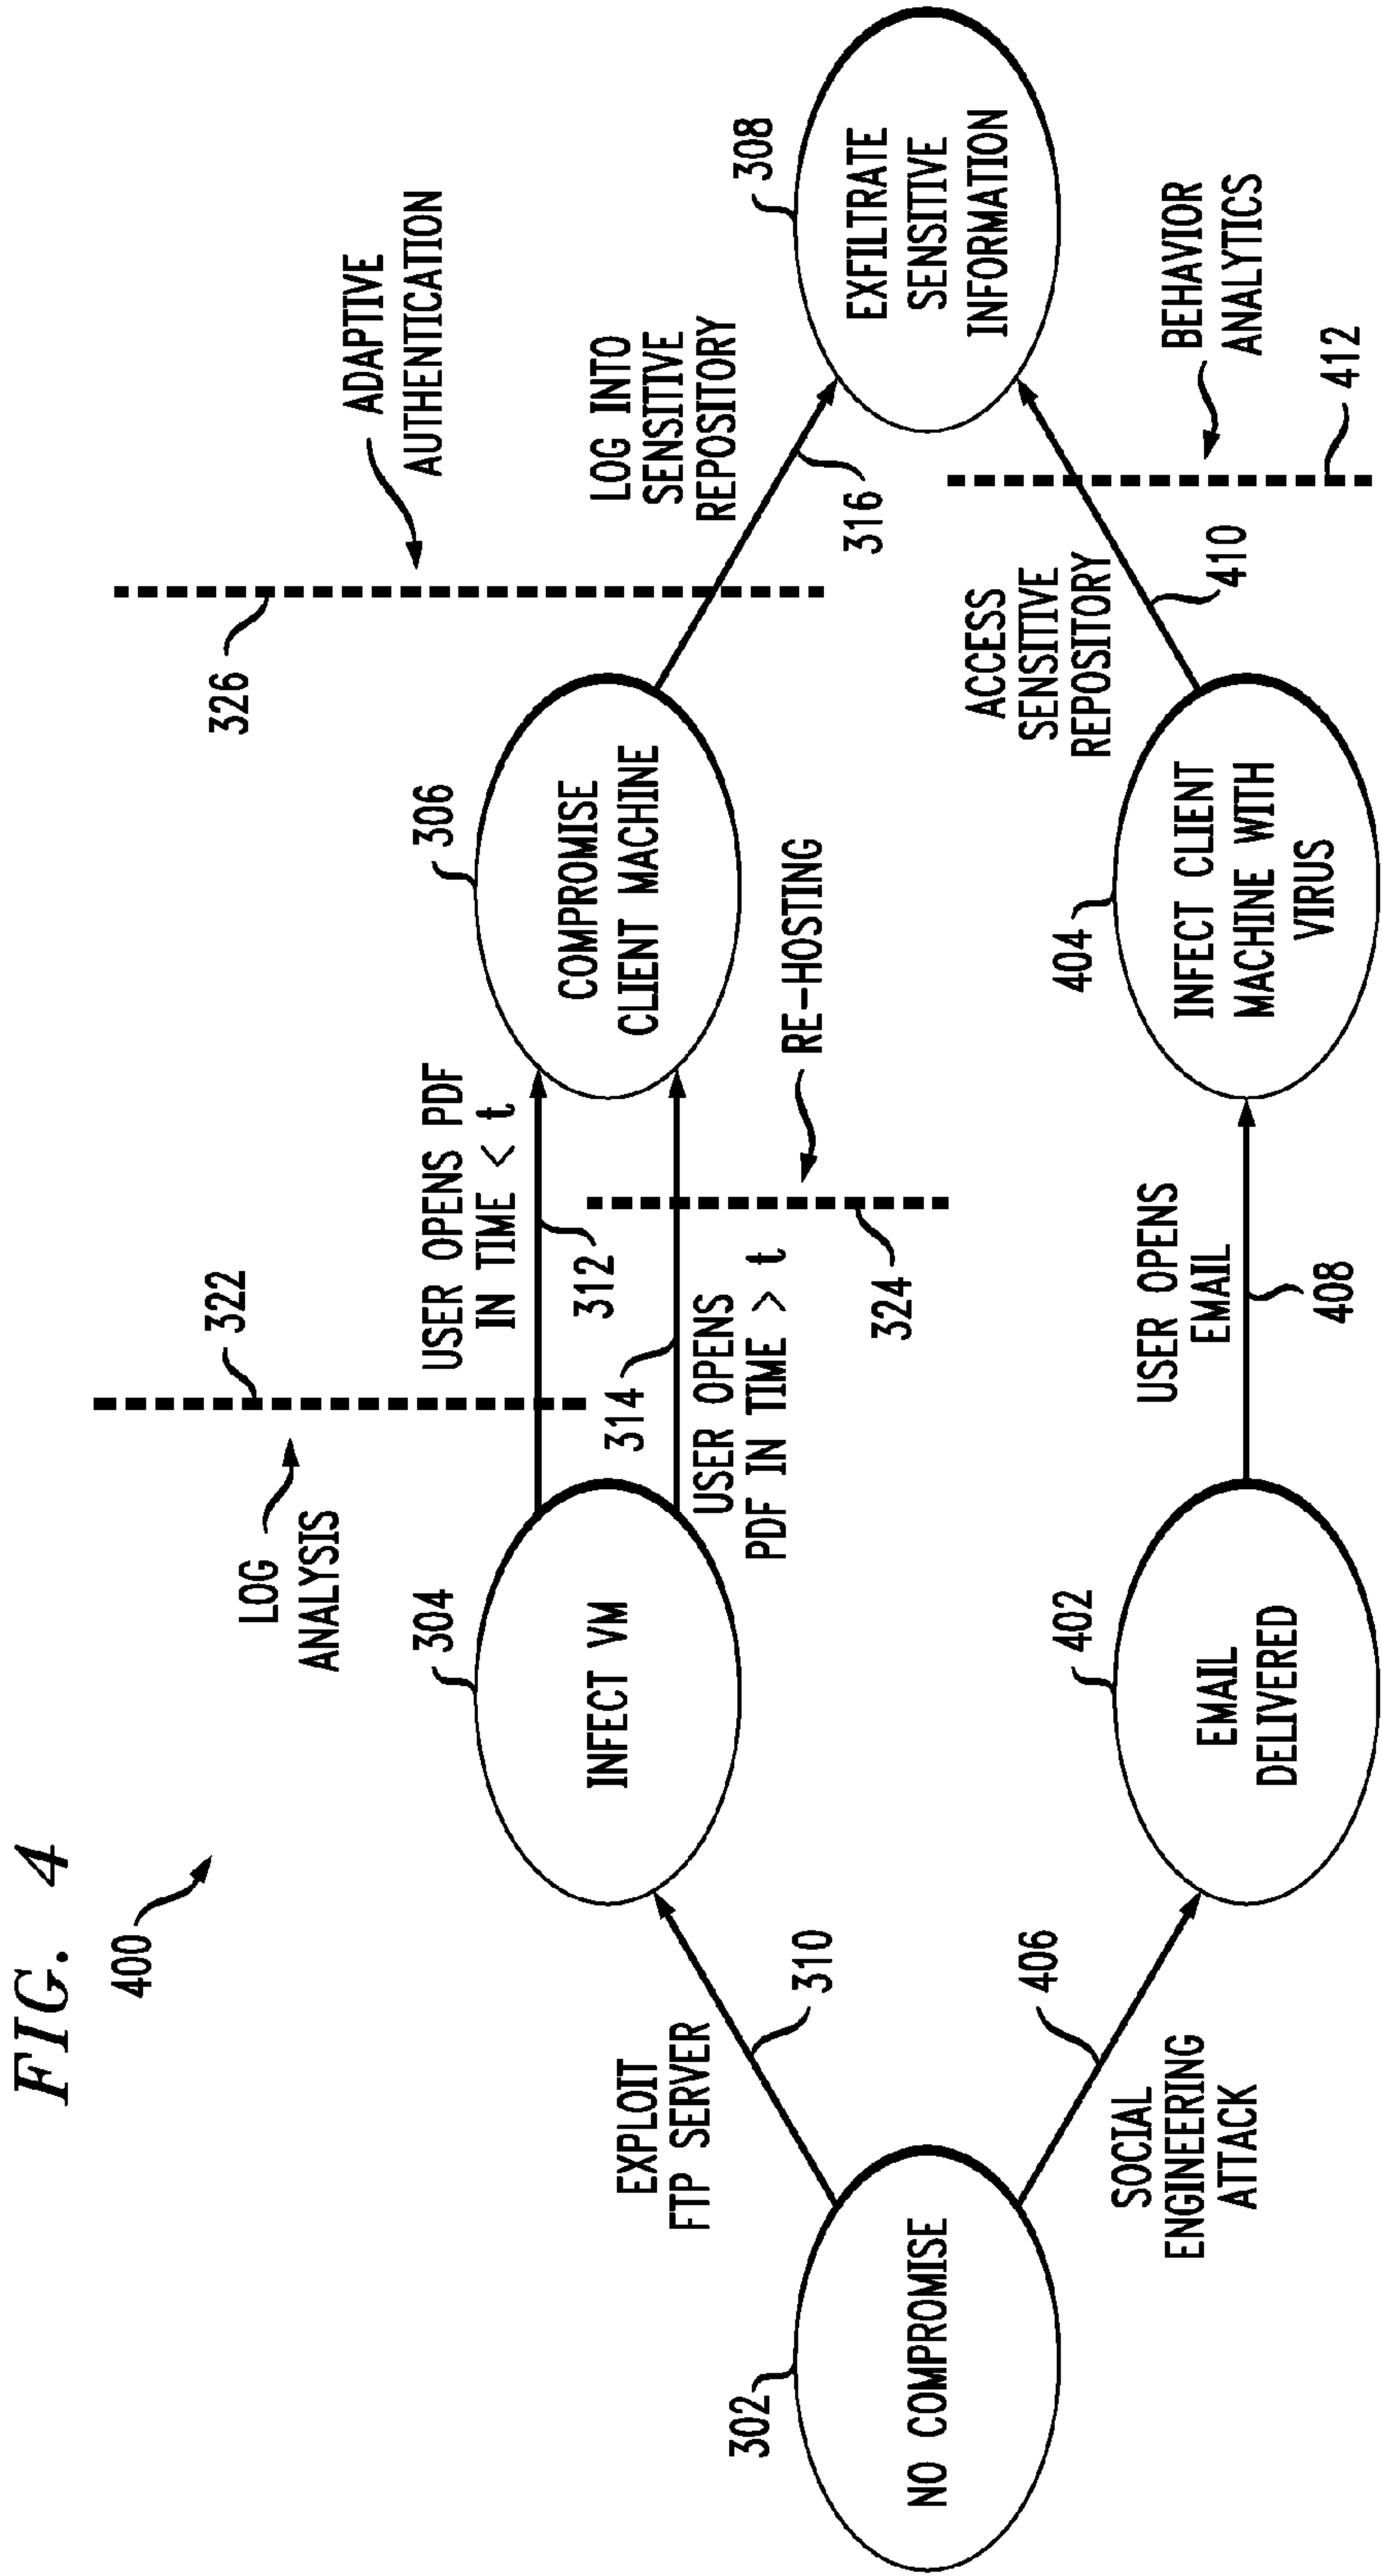 FIG. 4
400
302
NO COMPROMISE
EXPLOIT
FTP SERVER
310
304
INFECT VM
LOG
ANALYSIS
322
USER OPENS PDF
IN TIME < t
312
314
USER OPENS
PDF IN TIME > t
324
RE-HOSTING
306
COMPROMISE
CLIENT MACHINE
326
ADAPTIVE
AUTHENTICATION
LOG INTO
SENSITIVE
REPOSITORY
316
308
EXFILTRATE
SENSITIVE
INFORMATION
SOCIAL
ENGINEERING
ATTACK
406
402
EMAIL
DELIVERED
USER OPENS
EMAIL
408
404
INFECT CLIENT
MACHINE WITH
VIRUS
ACCESS
SENSITIVE
REPOSITORY
410
BEHAVIOR
ANALYTICS
412